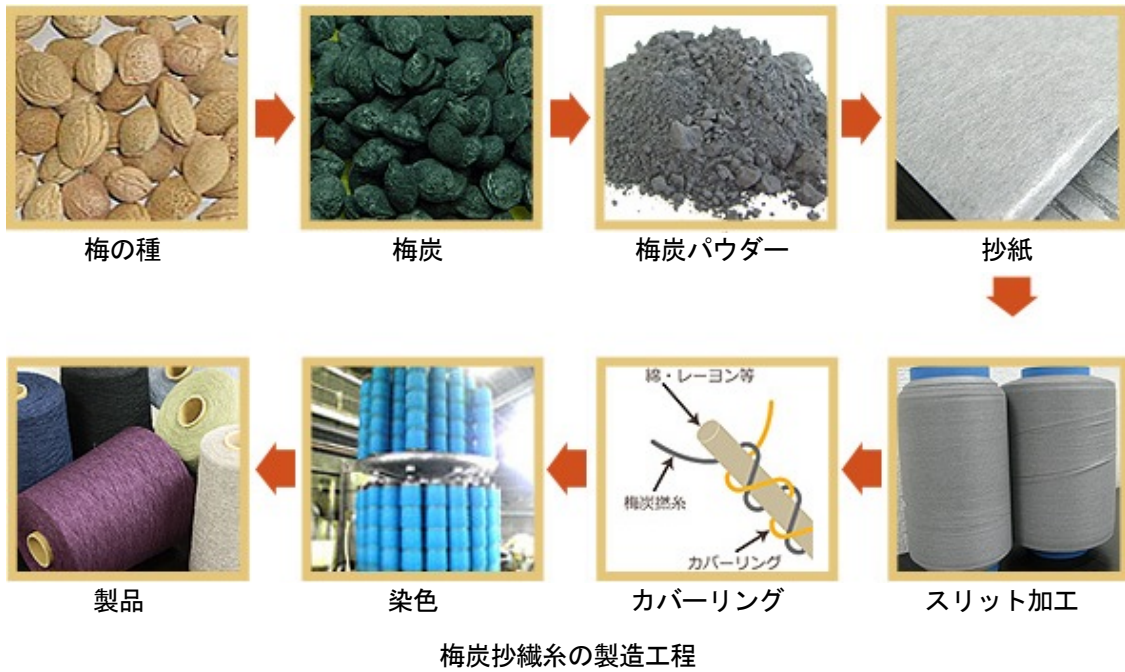 梅の種
梅炭
梅炭パウダー
抄紙
綿・レーヨン等
梅炭撚糸
カバーリング
製品
染色
カバーリング
スリット加工
梅炭抄繊糸の製造工程